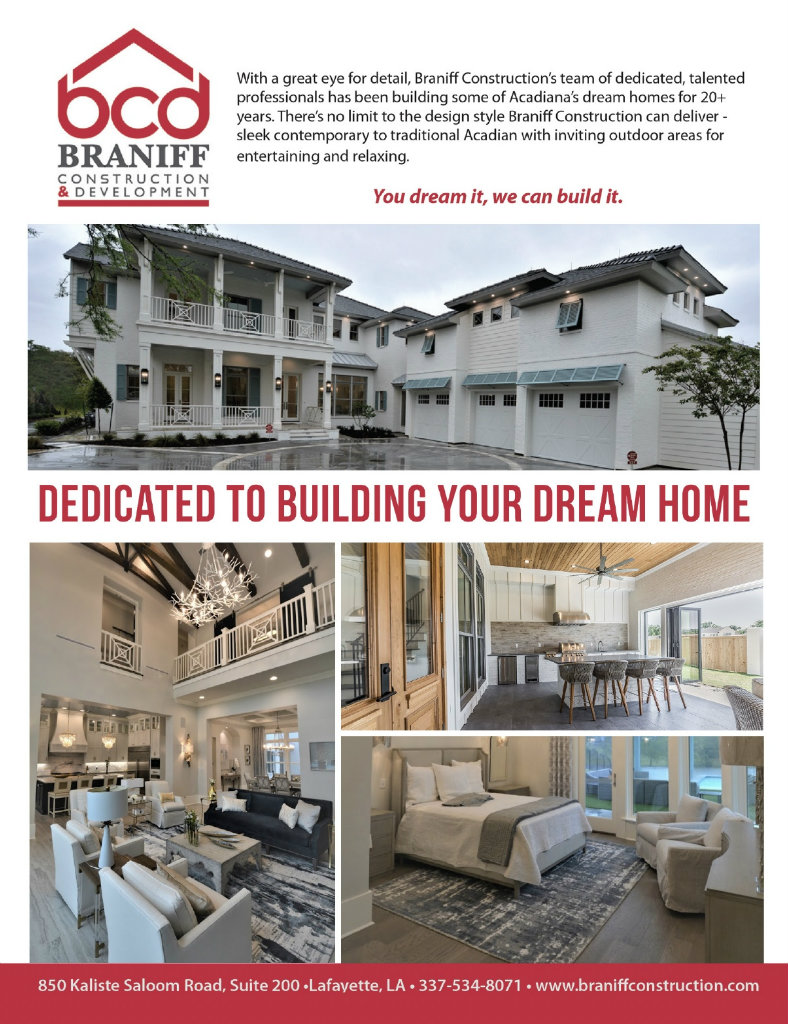 bcd
BRANIFF
CONSTRUCTION
& DEVELOPMENT
With a great eye for detail, Braniff Construction's team of dedicated, talented
professionals has been building some of Acadiana's dream homes for 20+
years. There's no limit to the design style Braniff Construction can deliver -
sleek contemporary to traditional Acadian with inviting outdoor areas for
entertaining and relaxing.
You dream it, we can build it.
DEDICATED TO BUILDING YOUR DREAM HOME
850 Kaliste Saloom Road, Suite 200 •Lafayette, LA • 337-534-8071 • www.braniffconstruction.com